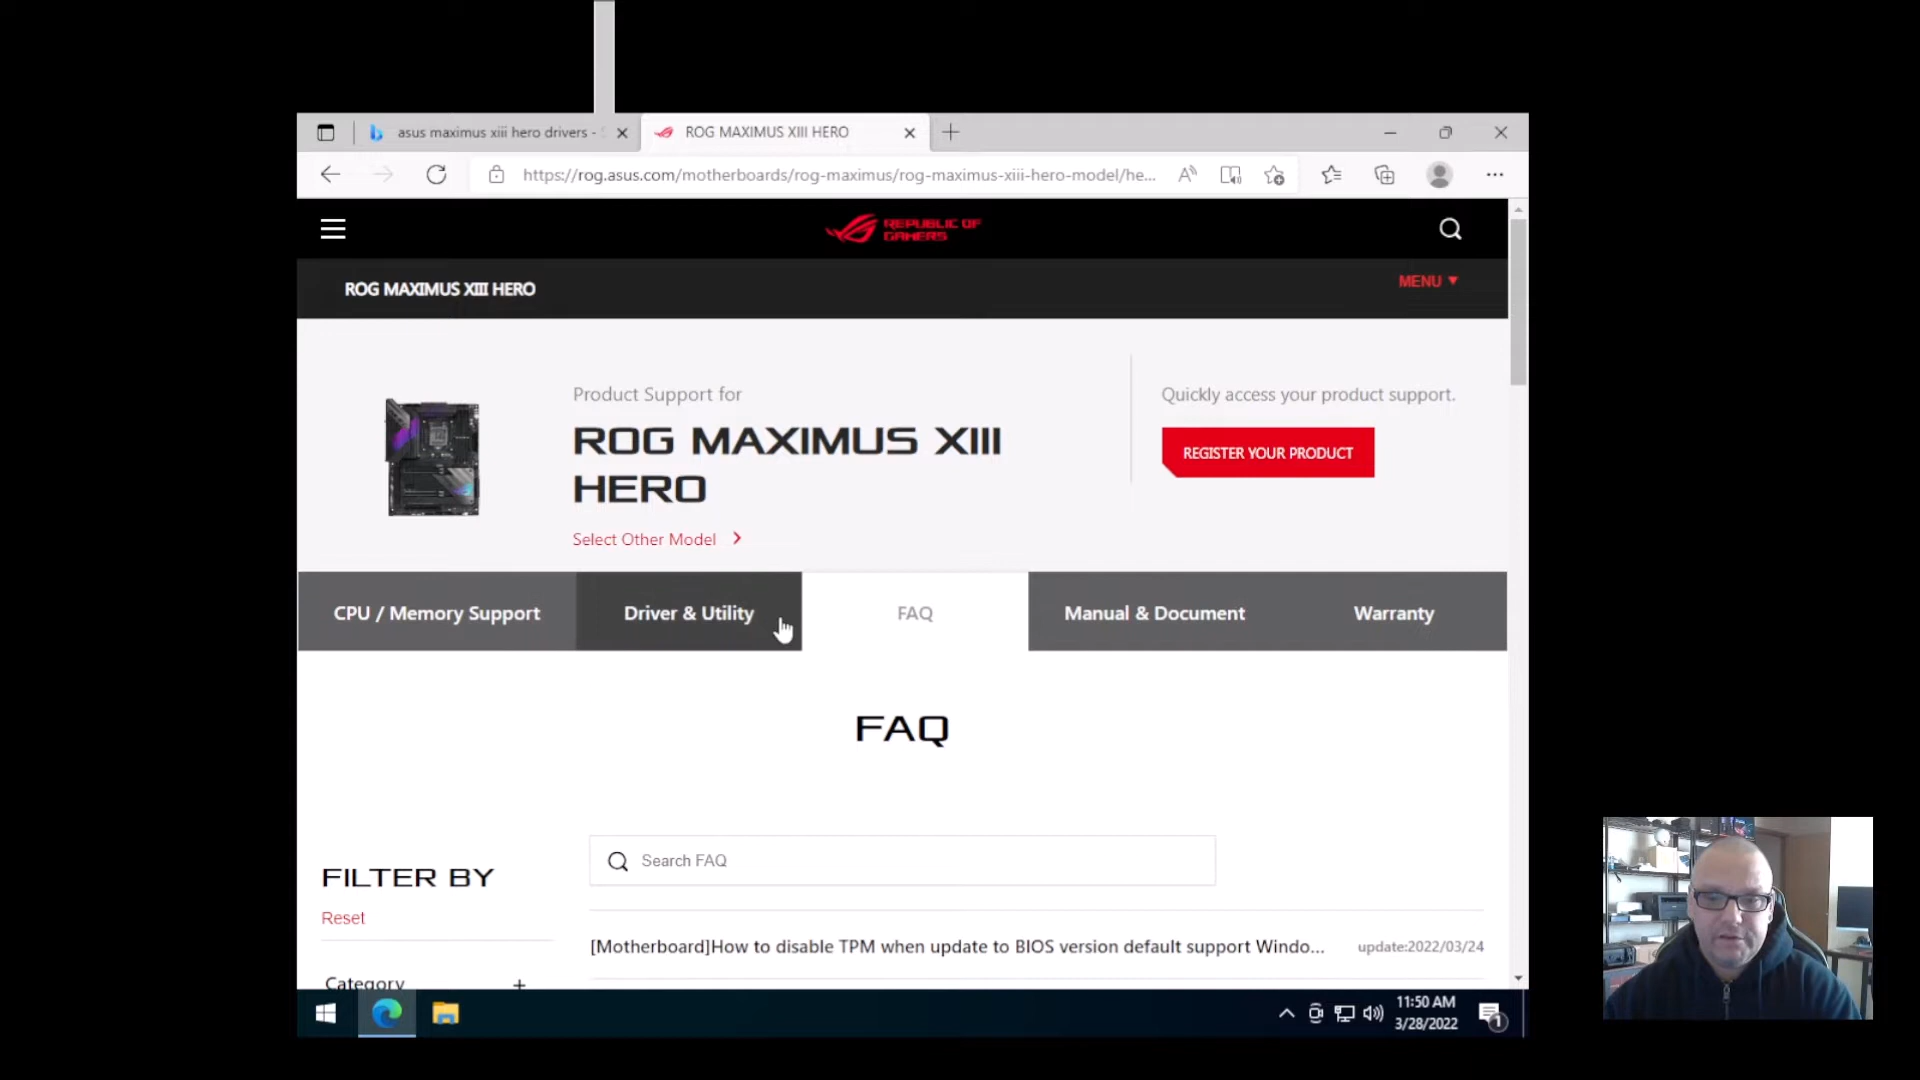 asus maximus xiii hero drivers -
ROG MAXIMUS XIII HERO
https://rog.asus.com/motherboards/rog-maximus/rog-maximus-xiii-hero-model/he...
REPUBLIC OF
GAMERS
ROG MAXIMUS XIII HERO
MENU
Product Support for
ROG MAXIMUS XIII
HERO
Select Other Model
Quickly access your product support.
REGISTER YOUR PRODUCT
CPU / Memory Support
Driver & Utility
FAQ
Manual & Document
Warranty
FAQ
FILTER BY
Reset
Category
Search FAQ
[Motherboard]How to disable TPM when update to BIOS version default support Windo...
update:2022/03/24
11:50 AM
3/28/2022
1